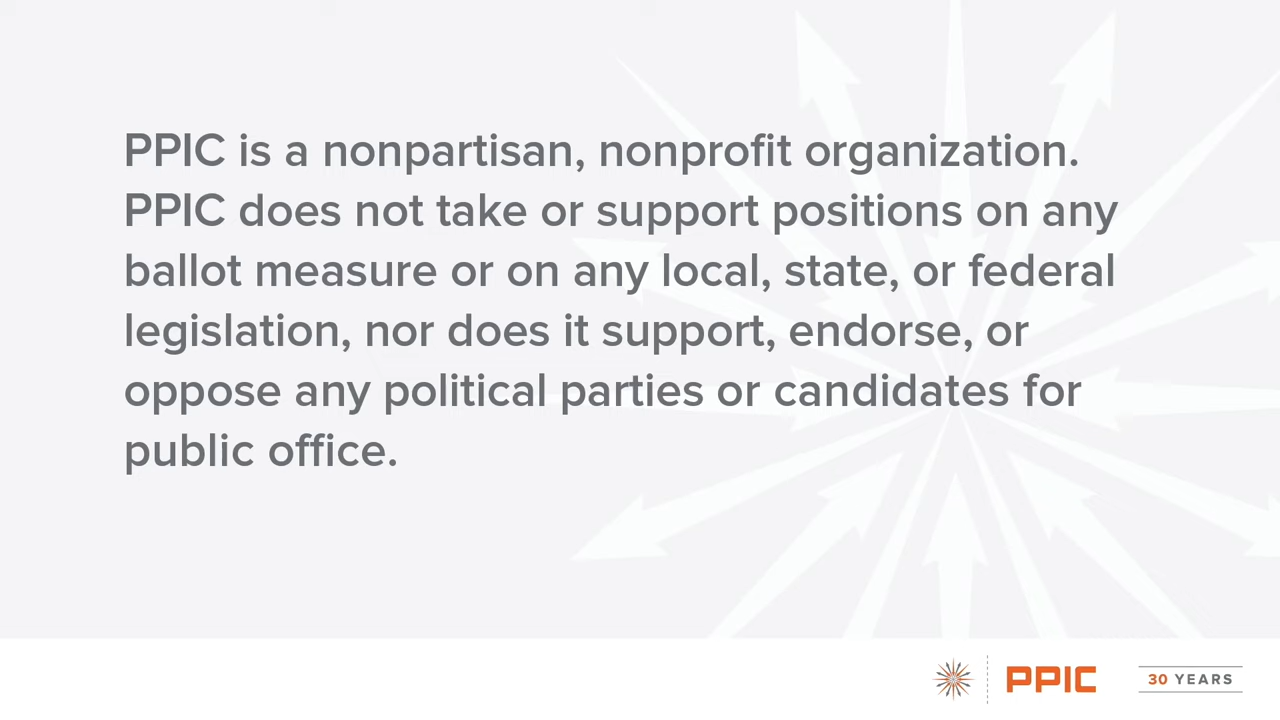 PPIC is a nonpartisan, nonprofit organization.
PPIC does not take or support positions on any
ballot measure or on any local, state, or federal
legislation, nor does it support, endorse, or
oppose any political parties or candidates for
public office.
PPIC
30 YEARS